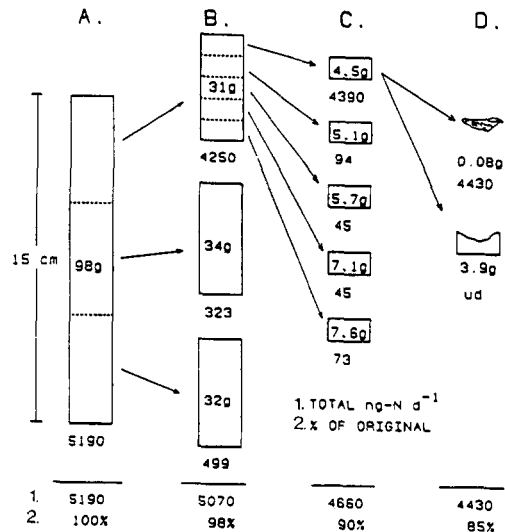 A. B. C. D.
31g
4250
4.5g
4390
5.1g
94
5.7g
45
7.1g
45
7.6g
73
0.08g
4430
3.9g
ud
15 cm
98g
5190
34g
323
32g
499
1. TOTAL ng-N d⁻¹
2. % OF ORIGINAL
1. 5190 5070 4660 4430
2. 100% 98% 90% 85%